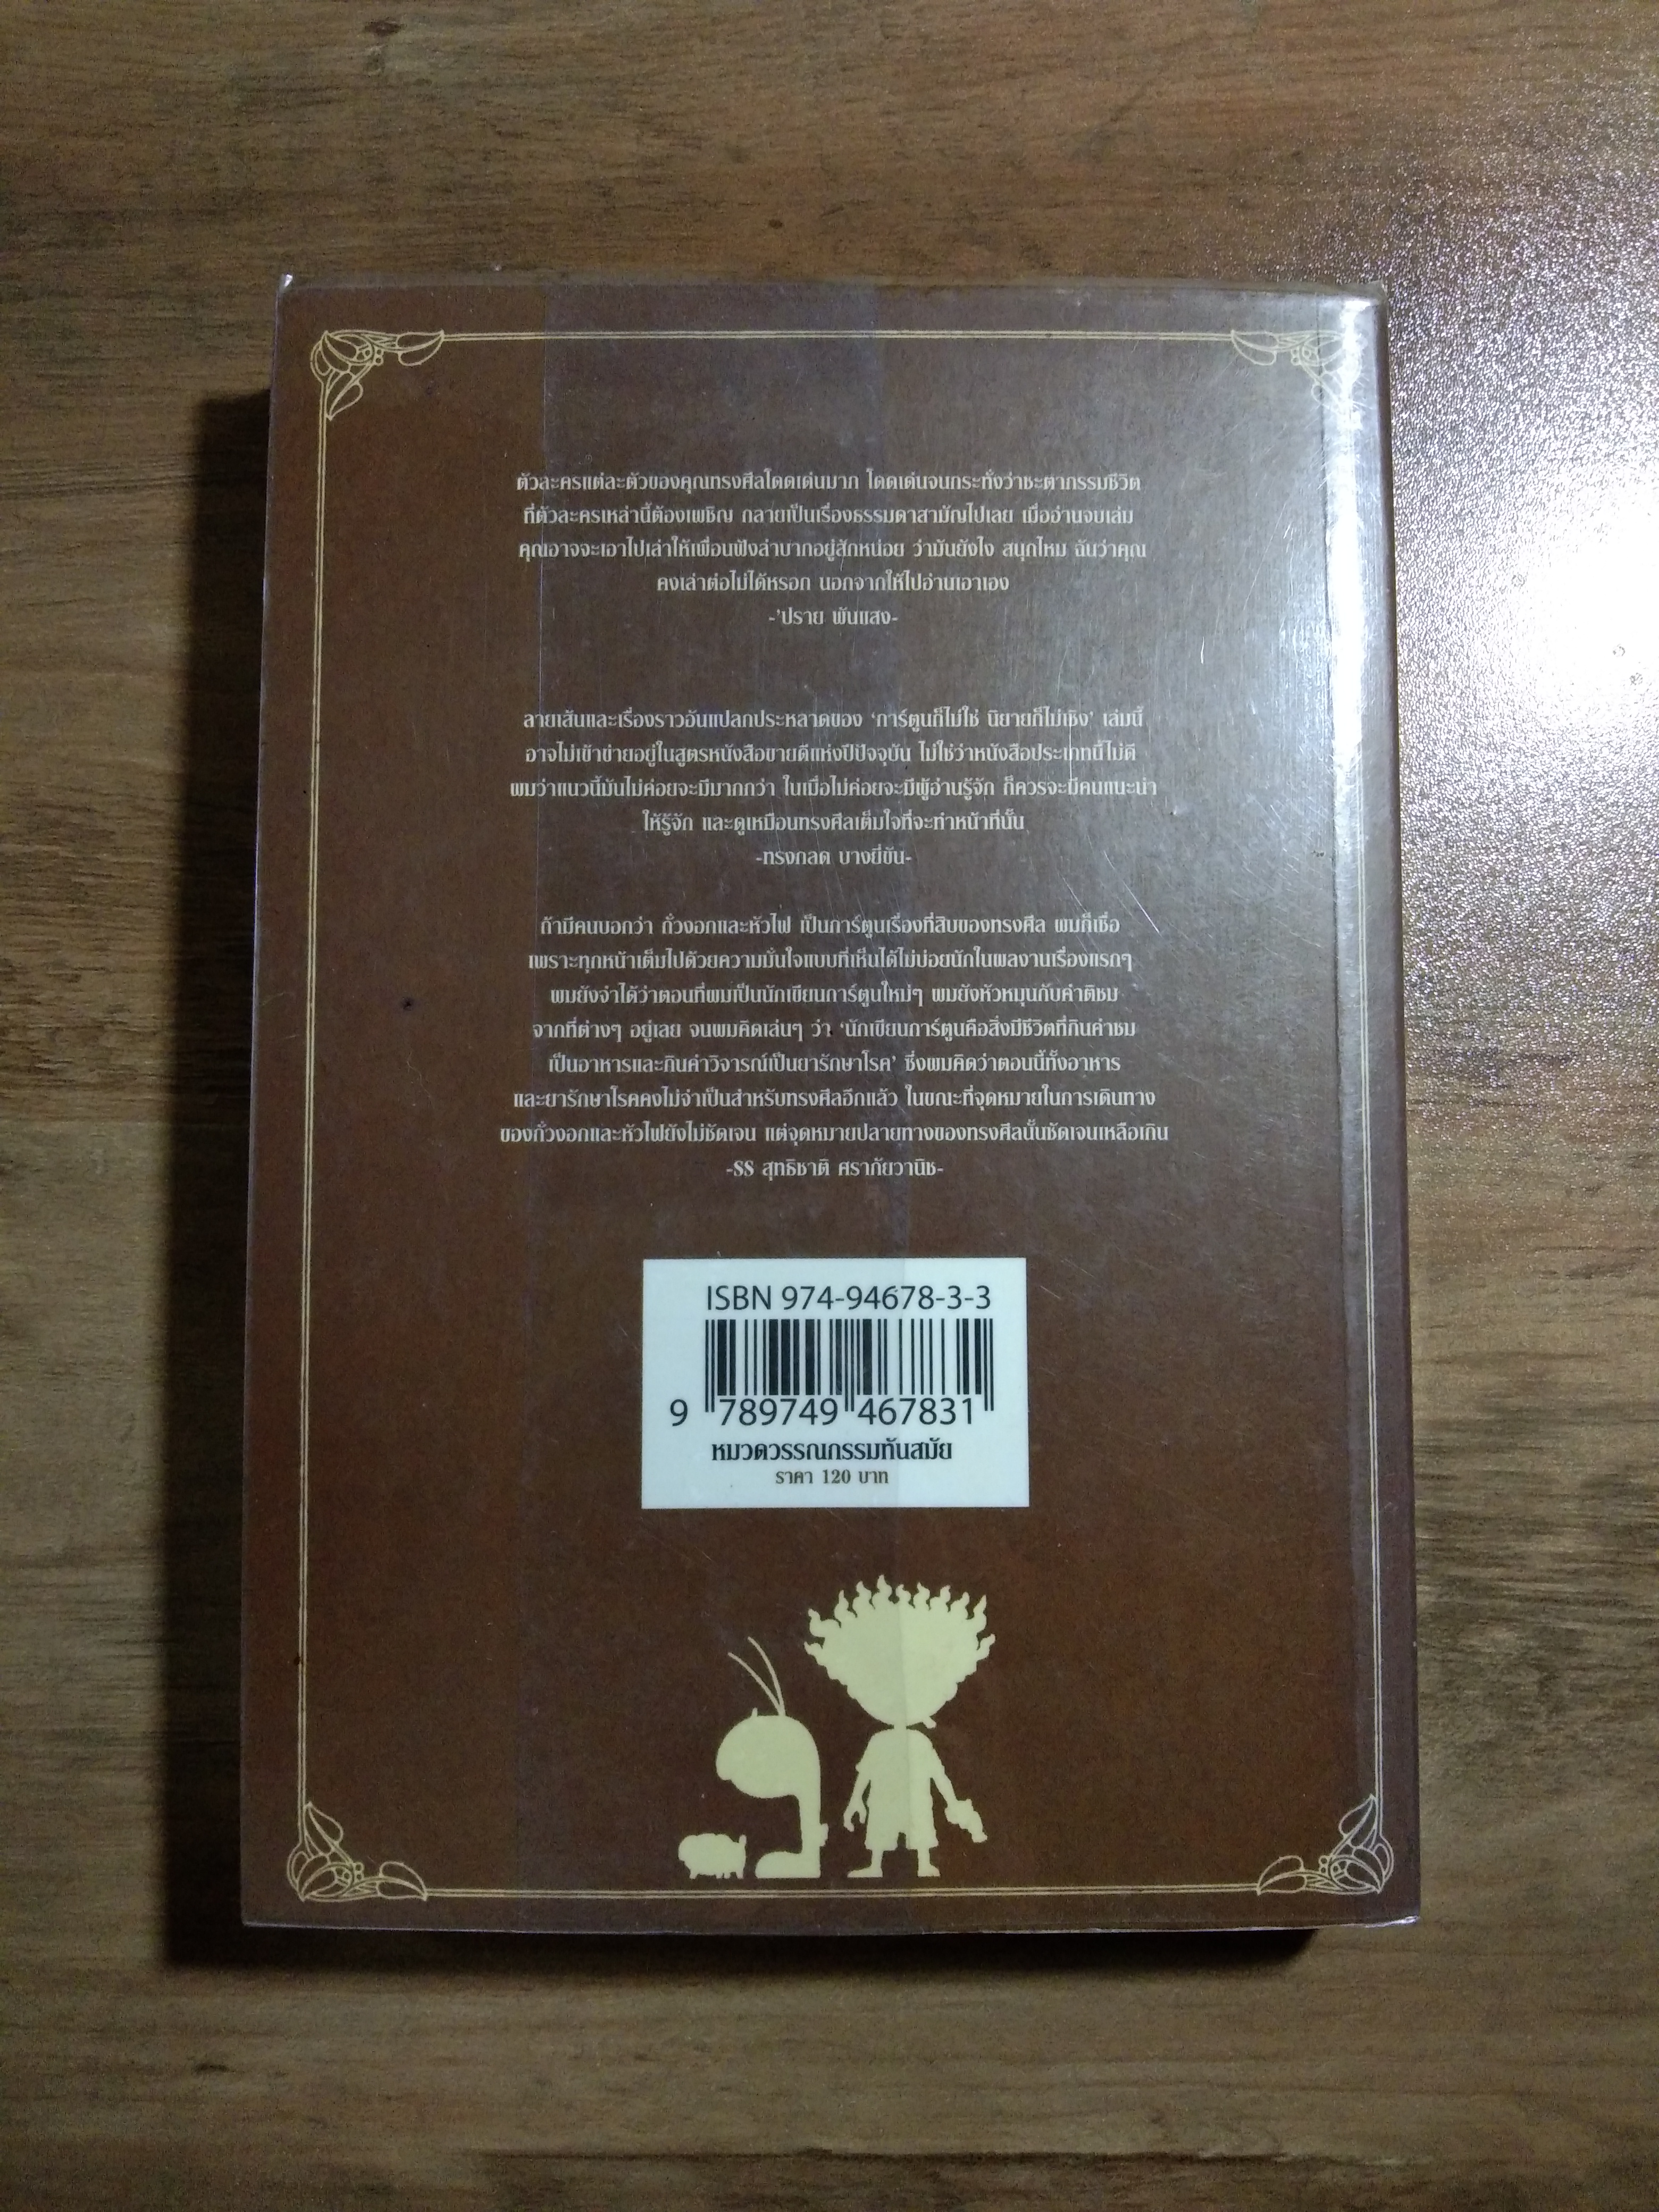 ตัวละครแต่ละตัวของคุณทรงศีลโดดเด่นมาก โดดเด่นจนกระทั่งว่าชะตากรรมชีวิต
ที่ตัวละครเหล่านี้ต้องเผชิญ กลายเป็นเรื่องธรรมดาสามัญไปเลย เมื่ออ่านจบเล่ม
คุณอาจจะเอาไปเล่าให้เพื่อนฟังลำบากอยู่สักหน่อย ว่ามันยังไง สนุกไหม ฉันว่าคุณ
คงเล่าต่อไม่ได้หรอก นอกจากให้ไปอ่านเอาเอง
-'ปราย พันแสง-
ลายเส้นและเรื่องราวอันแปลกประหลาดของ ‘การ์ตูนก็ไม่ใช่ นิยายก็ไม่เชิง’ เล่มนี้
อาจไม่เข้าข่ายอยู่ในสูตรหนังสือขายดีแห่งปีปัจจุบัน ไม่ใช่ว่าหนังสือประเภทนี้ไม่ดี
ผมว่าแนวนี้มันไม่ค่อยจะมีมากกว่า ในเมื่อไม่ค่อยจะมีผู้อ่านรู้จัก ก็ควรจะมีคนแนะนำ
ให้รู้จัก และดูเหมือนทรงศีลเต็มใจที่จะทำหน้าที่นั้น
-ทรงกลด บางยี่ขัน-
ถ้ามีคนบอกว่า ถั่วงอกและหัวไฟ เป็นการ์ตูนเรื่องที่สิบของทรงศีล ผมก็เชื่อ
เพราะทุกหน้าเต็มไปด้วยความมั่นใจแบบที่เห็นได้ไม่บ่อยนักในผลงานเรื่องแรกๆ
ผมยังจำได้ว่าตอนที่ผมเป็นนักเขียนการ์ตูนใหม่ๆ ผมยังหัวหมุนกับคำติชม
จากที่ต่างๆ อยู่เลย จนผมคิดเล่นๆ ว่า ‘นักเขียนการ์ตูนคือสิ่งมีชีวิตที่กินคำชม
เป็นอาหารและกินคำวิจารณ์เป็นยารักษาโรค’ ซึ่งผมคิดว่าตอนนี้ทั้งอาหาร
และยารักษาโรคคงไม่จำเป็นสำหรับทรงศีลอีกแล้ว ในขณะที่จุดหมายในการเดินทาง
ของถั่วงอกและหัวไฟยังไม่ชัดเจน แต่จุดหมายปลายทางของทรงศีลนั้นชัดเจนเหลือเกิน
-SS สุทธิชาติ ศราภัยวานิช-
ISBN 974-94678-3-3
9 789749 467831
หมวดวรรณกรรมทันสมัย
ราคา 120 บาท